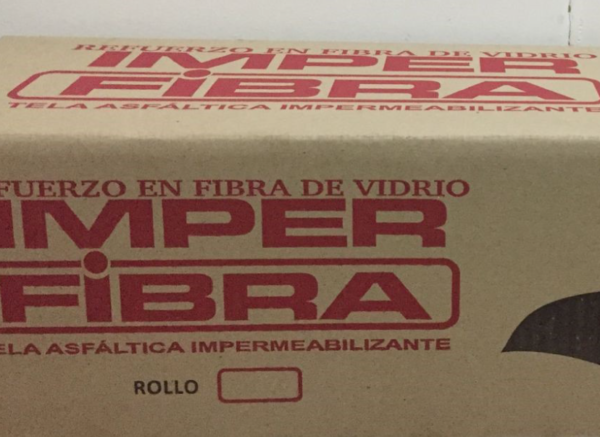 REFUERZO EN FIBRA DE VIDRIO
IMPER
FIBRA
TELA ASFÁLTICA IMPERMEABILIZANTE
FUERZO EN FIBRA DE VIDRIO
IMPER
FIBRA
ELA ASFÁLTICA IMPERMEABILIZANTE
ROLLO